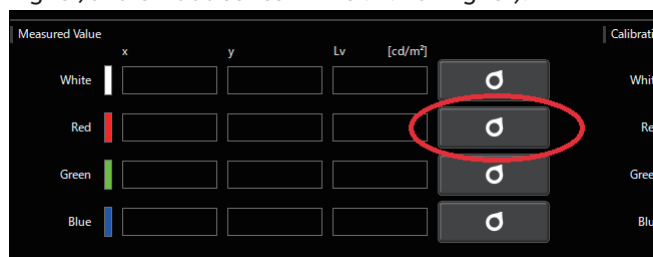 Measured Value
Calibrati
x y Lv [cd/m²]
White
Whit
Red
Re
Green
Gree
Blue
Blu